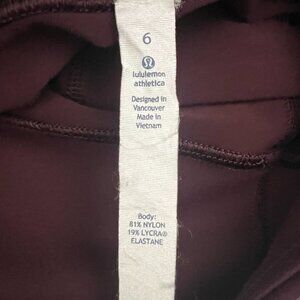 6
lululemon
athletica
Designed in
Vancouver
Made in
Vietnam
Body:
81% NYLON
19% LYCRA®
ELASTANE